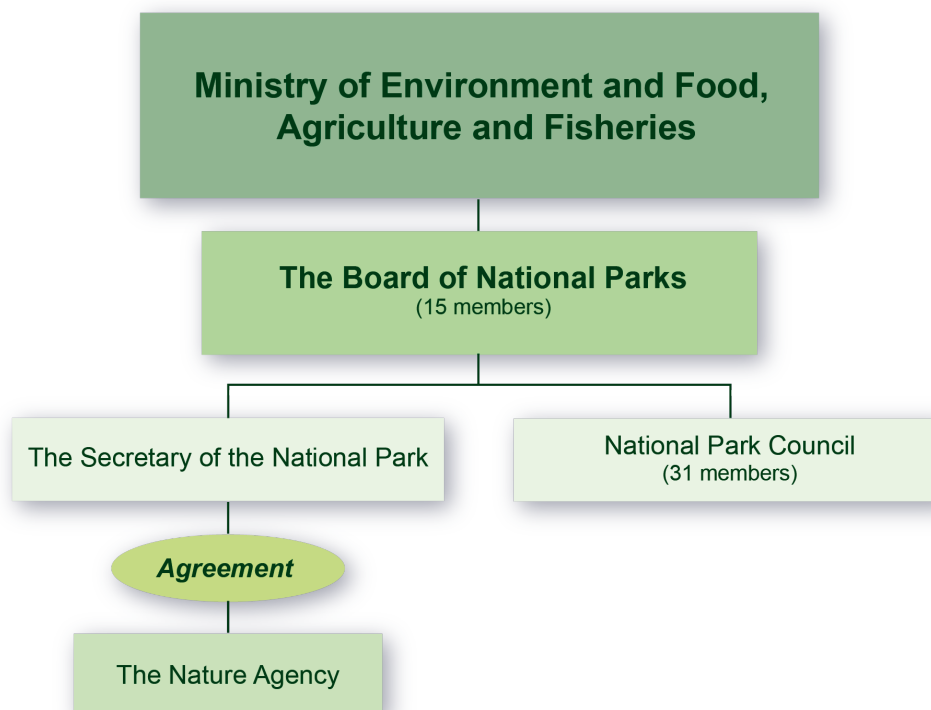 Ministry of Environment and Food,
Agriculture and Fisheries
The Board of National Parks
(15 members)
The Secretary of the National Park
National Park Council
(31 members)
Agreement
The Nature Agency